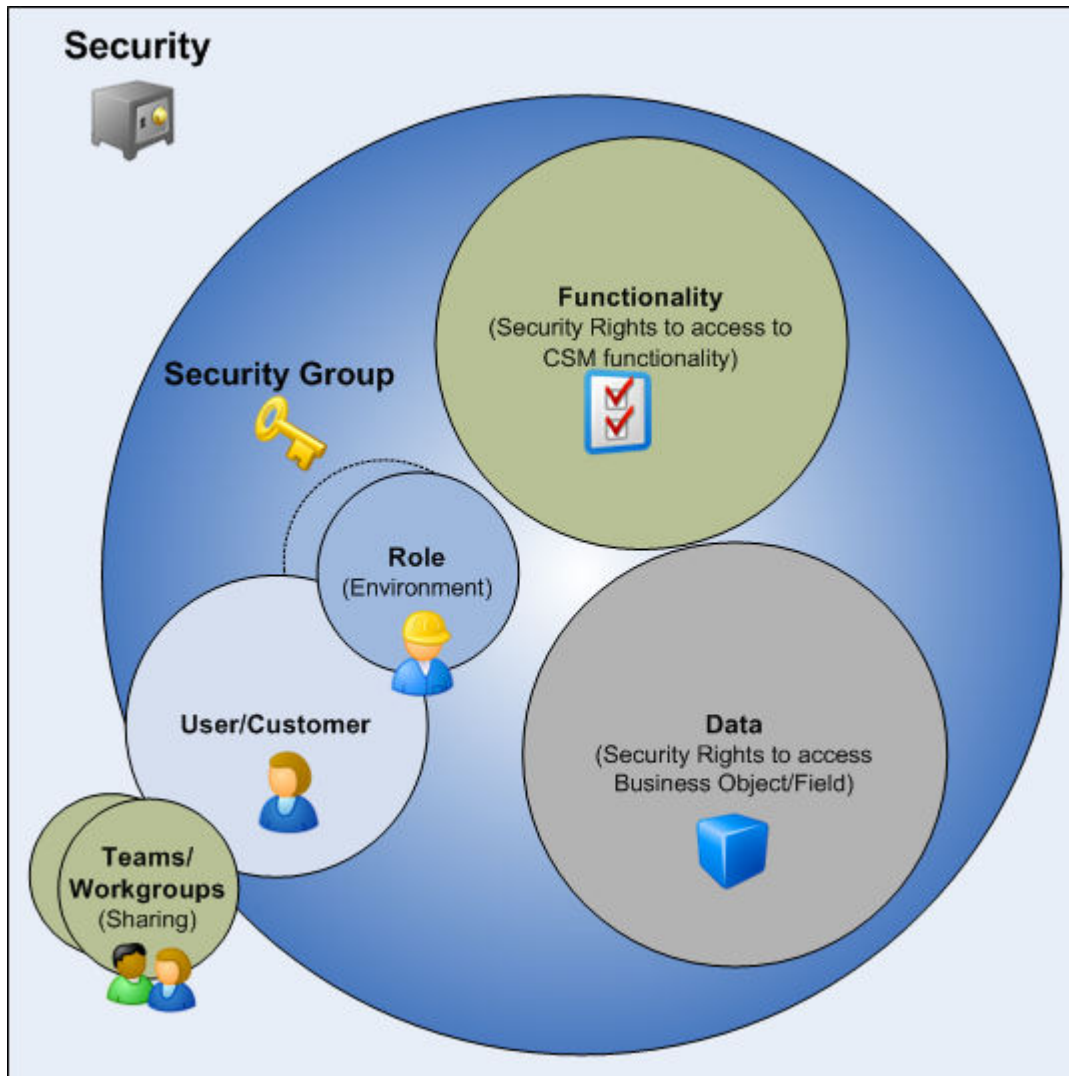 Security
Functionality
(Security Rights to access to
CSM functionality)
Security Group
Role
(Environment)
User/Customer
Data
(Security Rights to access
Business Object/Field)
Teams/
Workgroups
(Sharing)